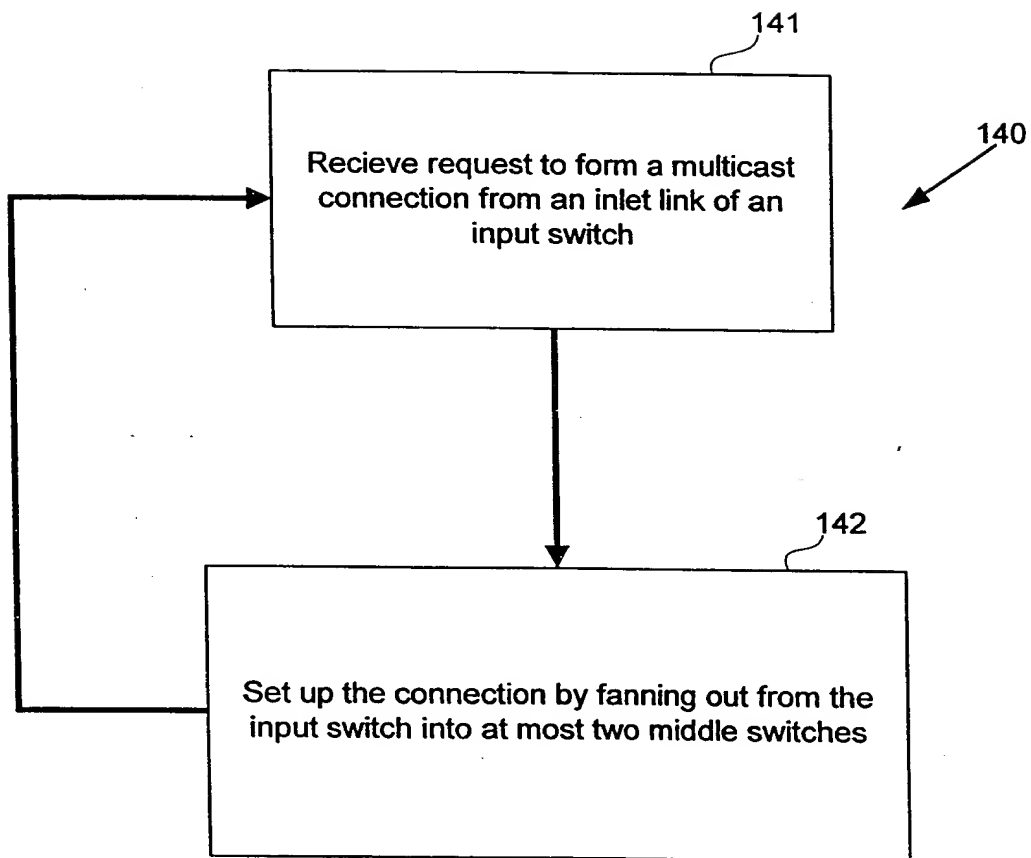 141
140
Recieve request to form a multicast
connection from an inlet link of an
input switch
142
Set up the connection by fanning out from the
input switch into at most two middle switches